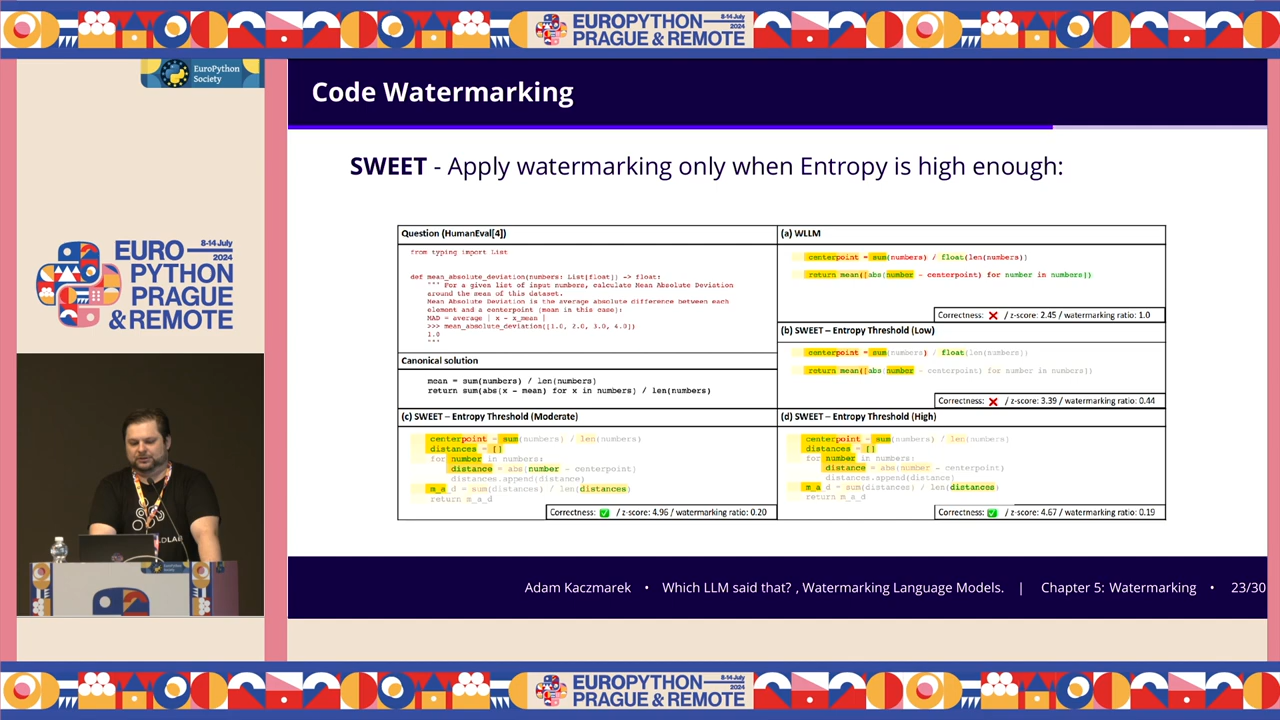 EUROPYTHON
PRAGUE & REMOTE
8-14 July
2024
EuroPython
Society
EURO
8-14 July
2024
PYTHON
PRAGUE
& REMOTE
Code Watermarking
SWEET - Apply watermarking only when Entropy is high enough:
Question (HumanEval[4])
from typing import List
def mean_absolute_deviation(numbers: List[float]) -> float:
""" For a given list of input numbers, calculate Mean Absolute Deviation
around the mean of this dataset.
Mean Absolute Deviation is the average absolute difference between each
element and a centerpoint (mean in this case):
MAD = average | x - x_mean |
>>> mean_absolute_deviation([1.0, 2.0, 3.0, 4.0])
1.0
"""
Canonical solution
mean = sum(numbers) / len(numbers)
return sum(abs(x - mean) for x in numbers) / len(numbers)
(a) WLLM
centerpoint = sum(numbers) / float(len(numbers))
return mean([abs(number - centerpoint) for number in numbers])
Correctness: ❌ / z-score: 2.45 / watermarking ratio: 1.0
(b) SWEET – Entropy Threshold (Low)
centerpoint = sum(numbers) / float(len(numbers))
return mean([abs(number - centerpoint) for number in numbers])
Correctness: ❌ / z-score: 3.39 / watermarking ratio: 0.44
(c) SWEET – Entropy Threshold (Moderate)
centerpoint = sum(numbers) / len(numbers)
distances = []
for number in numbers:
distance = abs(number - centerpoint)
distances.append(distance)
m_a_d = sum(distances) / len(distances)
return m_a_d
Correctness: ✅ / z-score: 4.96 / watermarking ratio: 0.20
(d) SWEET – Entropy Threshold (High)
centerpoint = sum(numbers) / len(numbers)
distances = []
for number in numbers:
distance = abs(number - centerpoint)
distances.append(distance)
m_a_d = sum(distances) / len(distances)
return m_a_d
Correctness: ✅ / z-score: 4.67 / watermarking ratio: 0.19
Adam Kaczmarek • Which LLM said that? , Watermarking Language Models. | Chapter 5: Watermarking • 23/30
EUROPYTHON
PRAGUE & REMOTE
8-14 July
2024